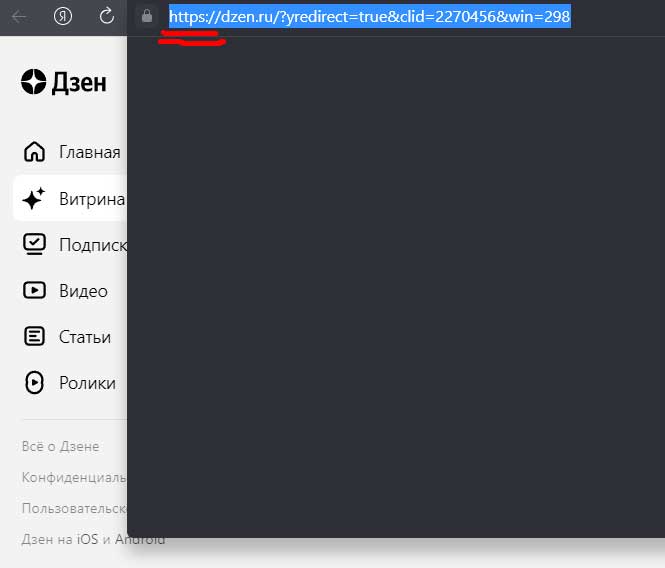 Я
https://dzen.ru/?yredirect=true&clid=2270456&win=298
Дзен
Главная
Витрина
Подписк
Видео
Статьи
Ролики
Всё о Дзене
Конфиденциаль
Пользовательск
Дзен на iOS и Android